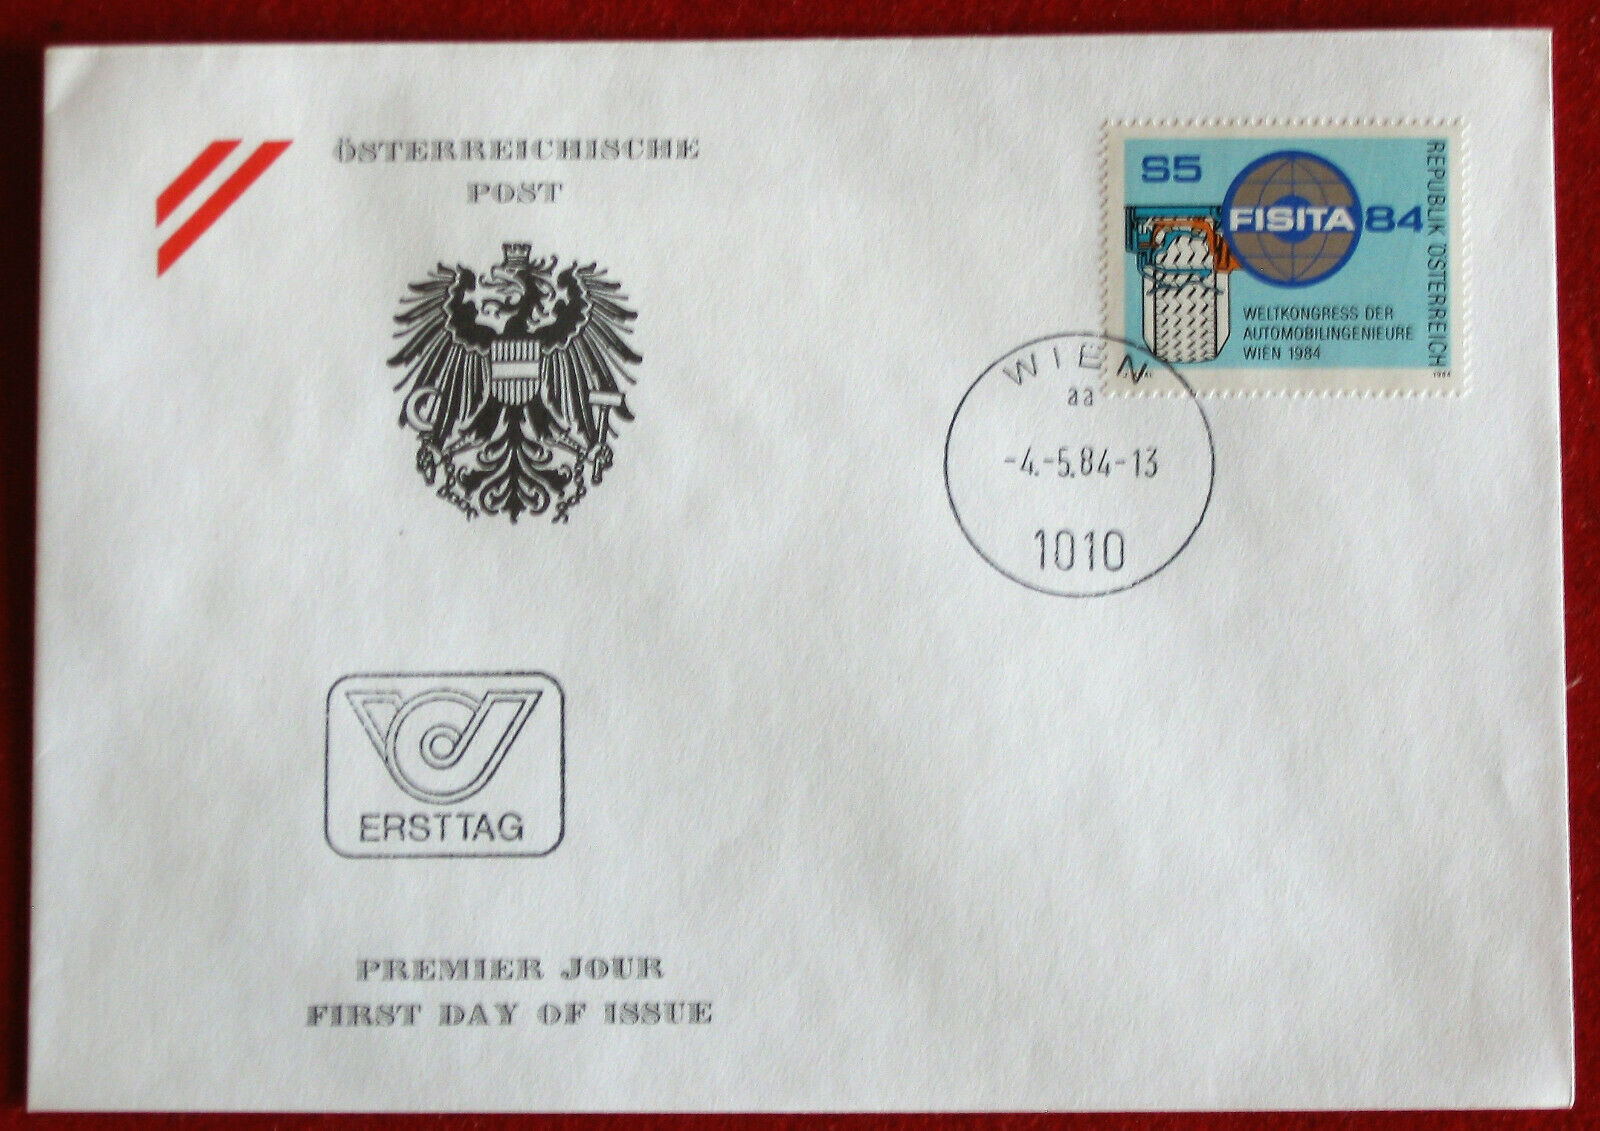 ÖSTERREICHISCHE
POST
S5
FISITA 84
REPUBLIK ÖSTERREICH
WELTKONGRESS DER
AUTOMOBILINGENIEURE
WIEN 1984
1984
WIEN
aa
-4.-5.84-13
1010
ERSTTAG
PREMIER JOUR
FIRST DAY OF ISSUE